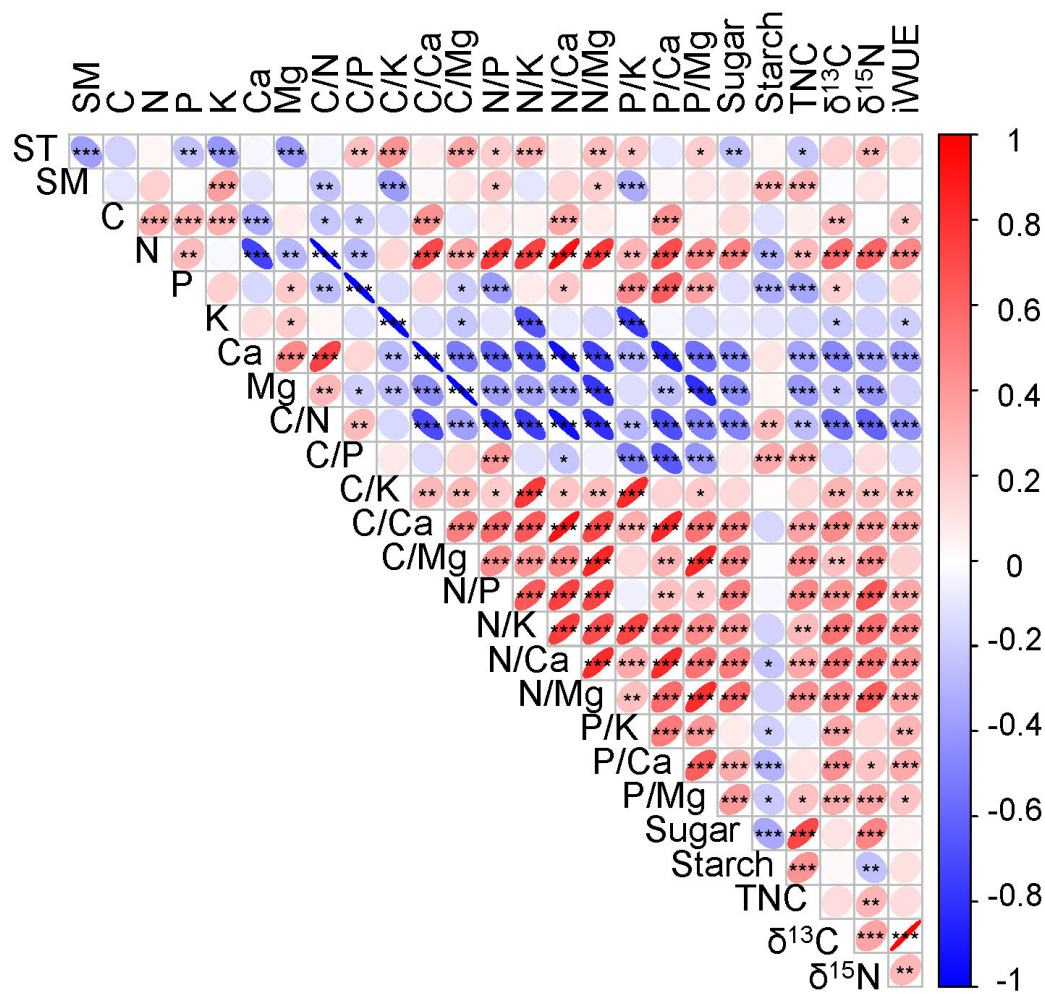 SM C N P K Ca Mg C/N C/P C/K C/Ca C/Mg N/P N/K N/Ca N/Mg P/K P/Ca P/Mg Sugar Starch TNC δ¹³C δ¹⁵N iWUE
ST *** ** *** *** ** *** *** * *** ** * * ** * **
SM *** ** *** * * *** *** ***
C *** *** *** *** * * *** *** *** ** *
N ** *** ** *** ** *** *** *** *** *** *** ** *** *** *** ** ** *** *** ***
P * ** *** * *** * *** *** *** *** *** *
K * *** * *** *** * *
Ca *** *** ** *** *** *** *** *** *** *** *** *** *** *** *** *** ***
Mg ** * ** *** *** *** *** *** *** ** *** *** *** * ***
C/N ** *** *** *** *** *** *** ** *** *** *** ** ** *** *** ***
C/P *** * *** *** *** *** ***
C/K ** ** * *** * ** *** * ** ** **
C/Ca *** *** *** *** *** *** *** *** *** *** *** *** ***
C/Mg *** *** *** *** ** *** *** *** ** ***
N/P *** *** *** ** * *** *** *** *** ***
N/K *** *** *** *** *** *** ** *** *** ***
N/Ca *** *** *** *** *** * *** *** *** ***
N/Mg ** *** *** *** *** *** *** ***
P/K *** *** * *** **
P/Ca *** *** *** *** * ***
P/Mg *** * * *** *** *
Sugar *** *** ***
Starch *** **
TNC **
δ¹³C *** ***
δ¹⁵N **
1
0.8
0.6
0.4
0.2
0
-0.2
-0.4
-0.6
-0.8
-1